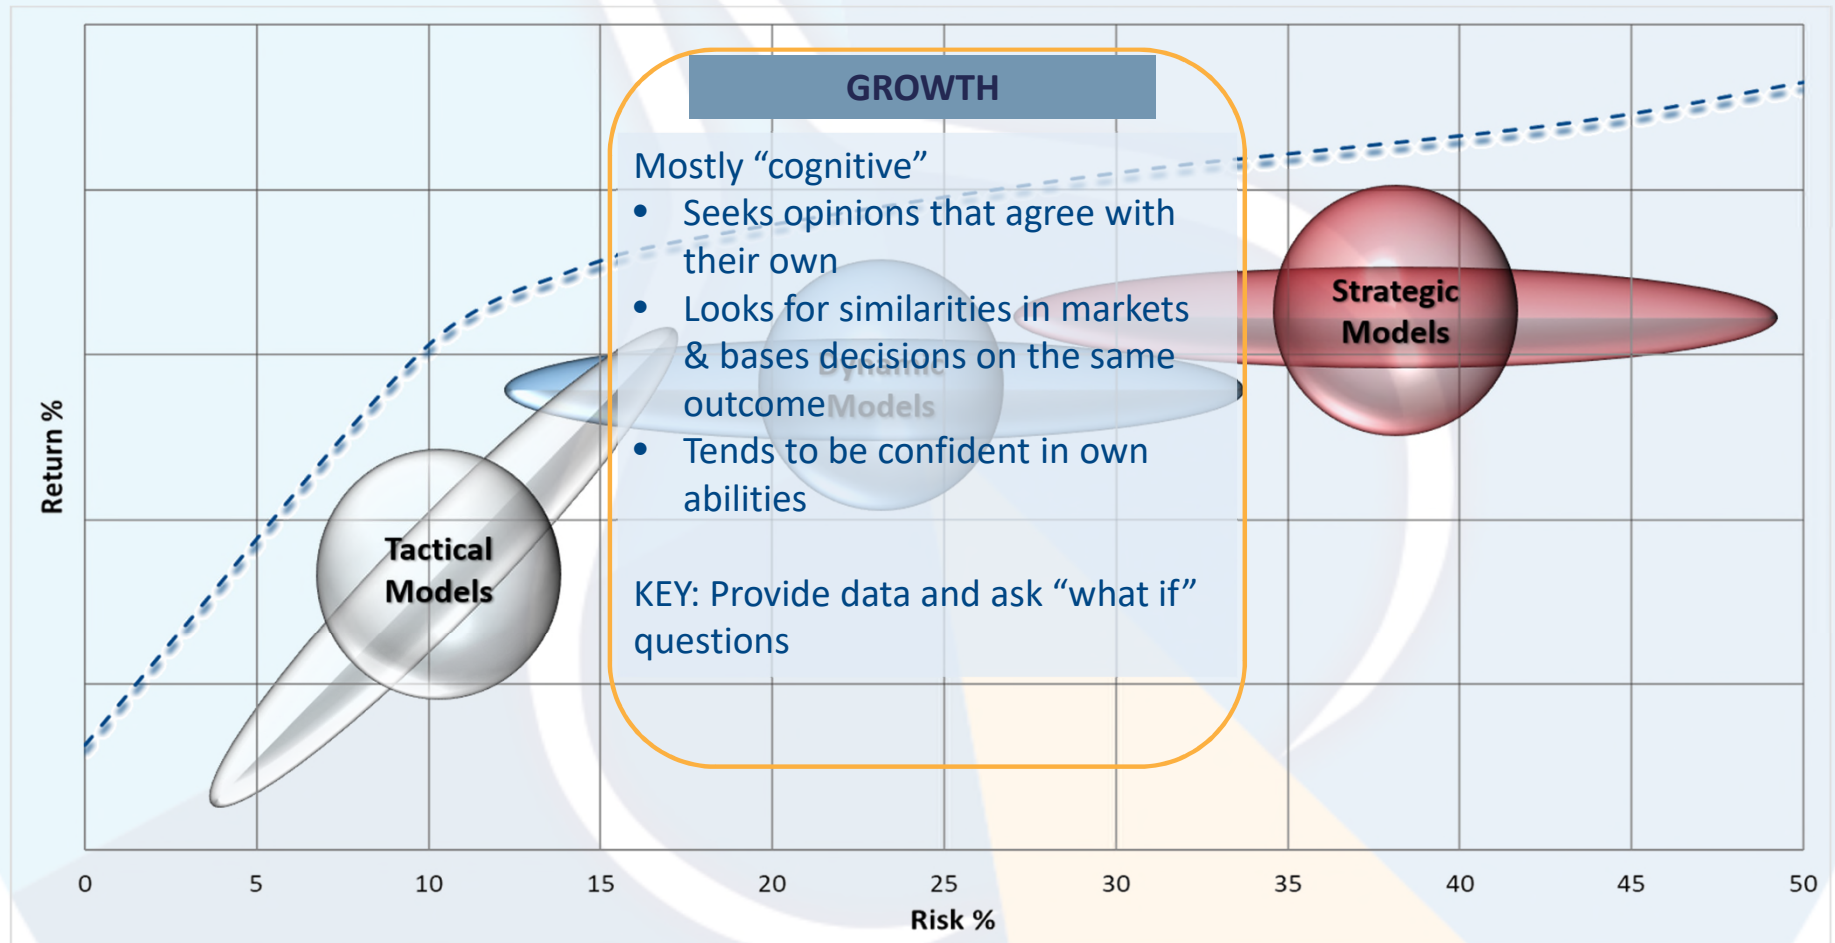 GROWTH
Mostly “cognitive”
• Seeks opinions that agree with
their own
• Looks for similarities in markets
& bases decisions on the same
outcome
• Tends to be confident in own
abilities
KEY: Provide data and ask “what if”
questions
Dynamic
Models
Strategic
Models
Tactical
Models
Return %
0 5 10 15 20 25 30 35 40 45 50
Risk %